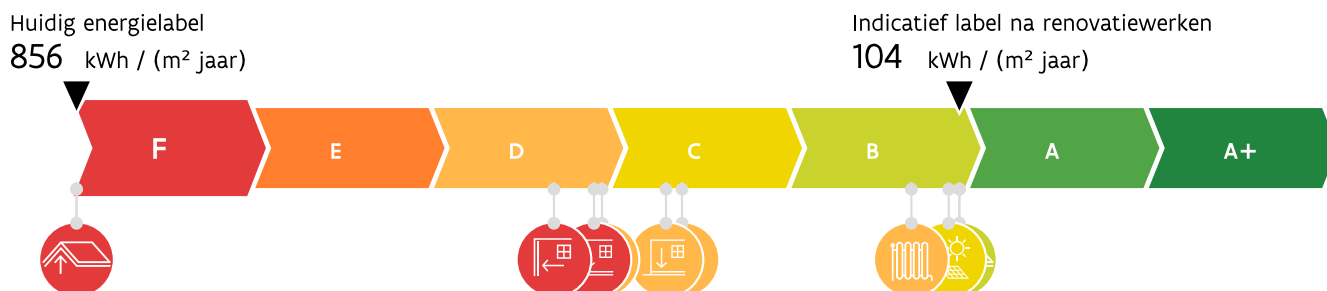 Huidig energielabel
856 kWh / (m² jaar)
Indicatief label na renovatiewerken
104 kWh / (m² jaar)
F E D C B A A+